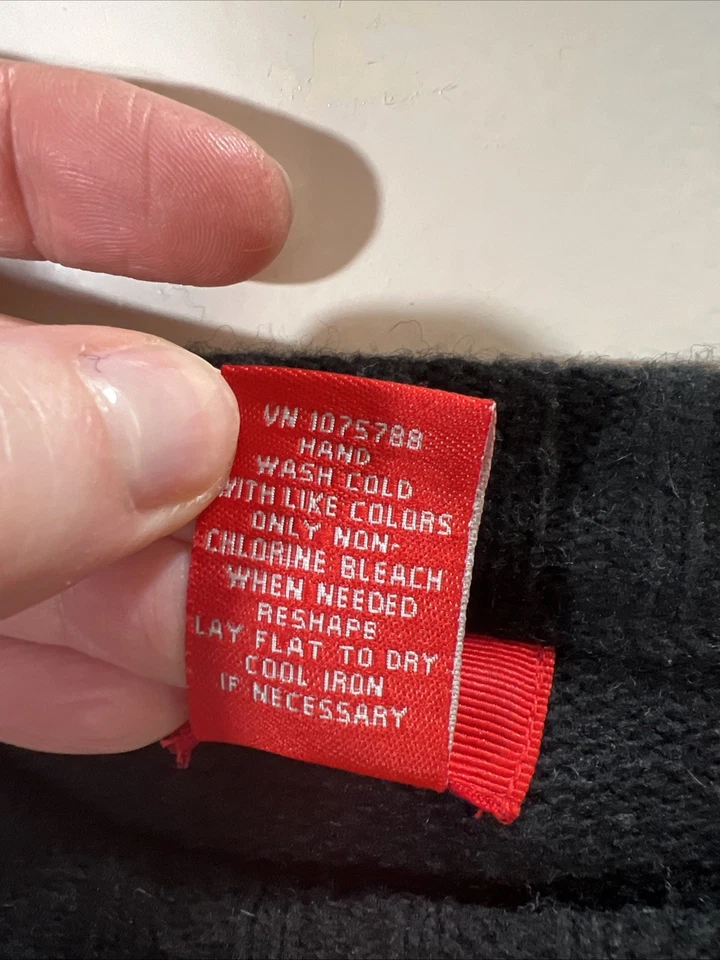 VN 1075788
HAND
WASH COLD
WITH LIKE COLORS
ONLY NON-
CHLORINE BLEACH
WHEN NEEDED
RESHAPE
LAY FLAT TO DRY
COOL IRON
IF NECESSARY